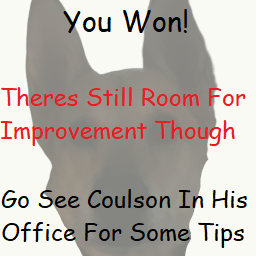 You Won!
Theres Still Room For
Improvement Though
Go See Coulson In His
Office For Some Tips